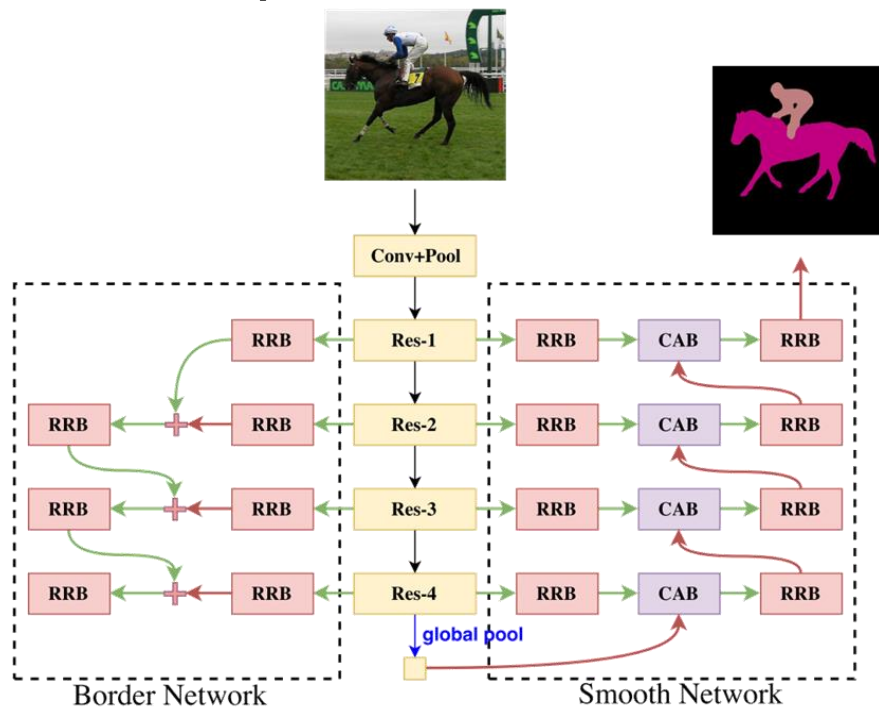 Conv+Pool
RRB Res-1 RRB CAB RRB
RRB RRB Res-2 RRB CAB RRB
RRB RRB Res-3 RRB CAB RRB
RRB RRB Res-4 RRB CAB RRB
global pool
Border Network Smooth Network